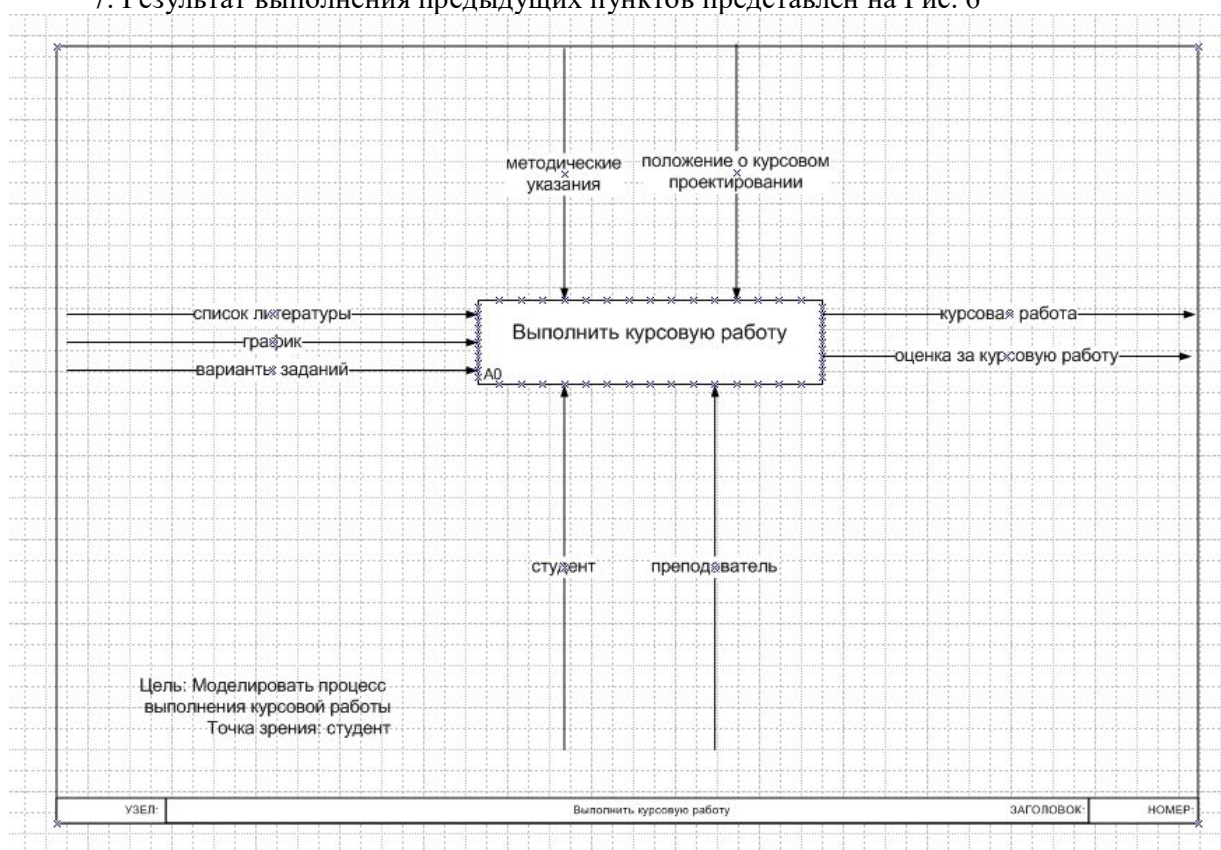 7. Результат выполнения предыдущих пунктов представлен на Рис. 6
методические
указания
положение о курсовом
проектировании
список литературы
график
варианты заданий
Выполнить курсовую работу
A0
курсовая работа
оценка за курсовую работу
студент
преподаватель
Цель: Моделировать процесс
выполнения курсовой работы
Точка зрения: студент
УЗЕЛ:
Выполнить курсовую работу
ЗАГОЛОВОК:
НОМЕР: